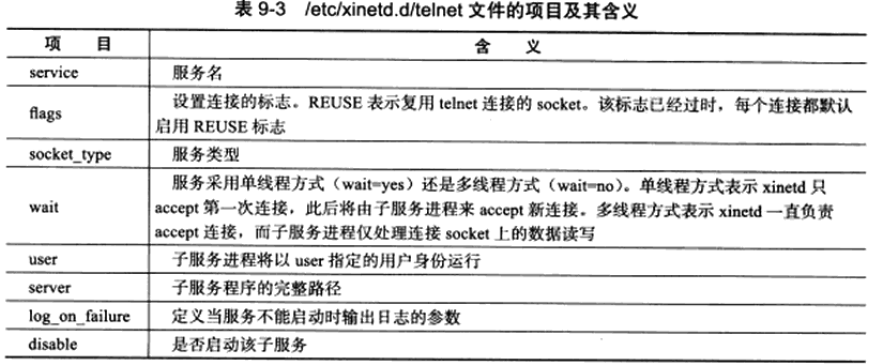 表 9-3 /etc/xinetd.d/telnet 文件的项目及其含义
项 目 含 义
service 服务名
flags 设置连接的标志。REUSE 表示复用 telnet 连接的 socket。该标志已经过时，每个连接都默认
启用 REUSE 标志
socket_type 服务类型
wait 服务采用单线程方式（wait=yes）还是多线程方式（wait=no）。单线程方式表示 xinetd 只
accept 第一次连接，此后将由子服务进程来 accept 新连接。多线程方式表示 xinetd 一直负责
accept 连接，而子服务进程仅处理连接 socket 上的数据读写
user 子服务进程将以 user 指定的用户身份运行
server 子服务程序的完整路径
log_on_failure 定义当服务不能启动时输出日志的参数
disable 是否启动该子服务